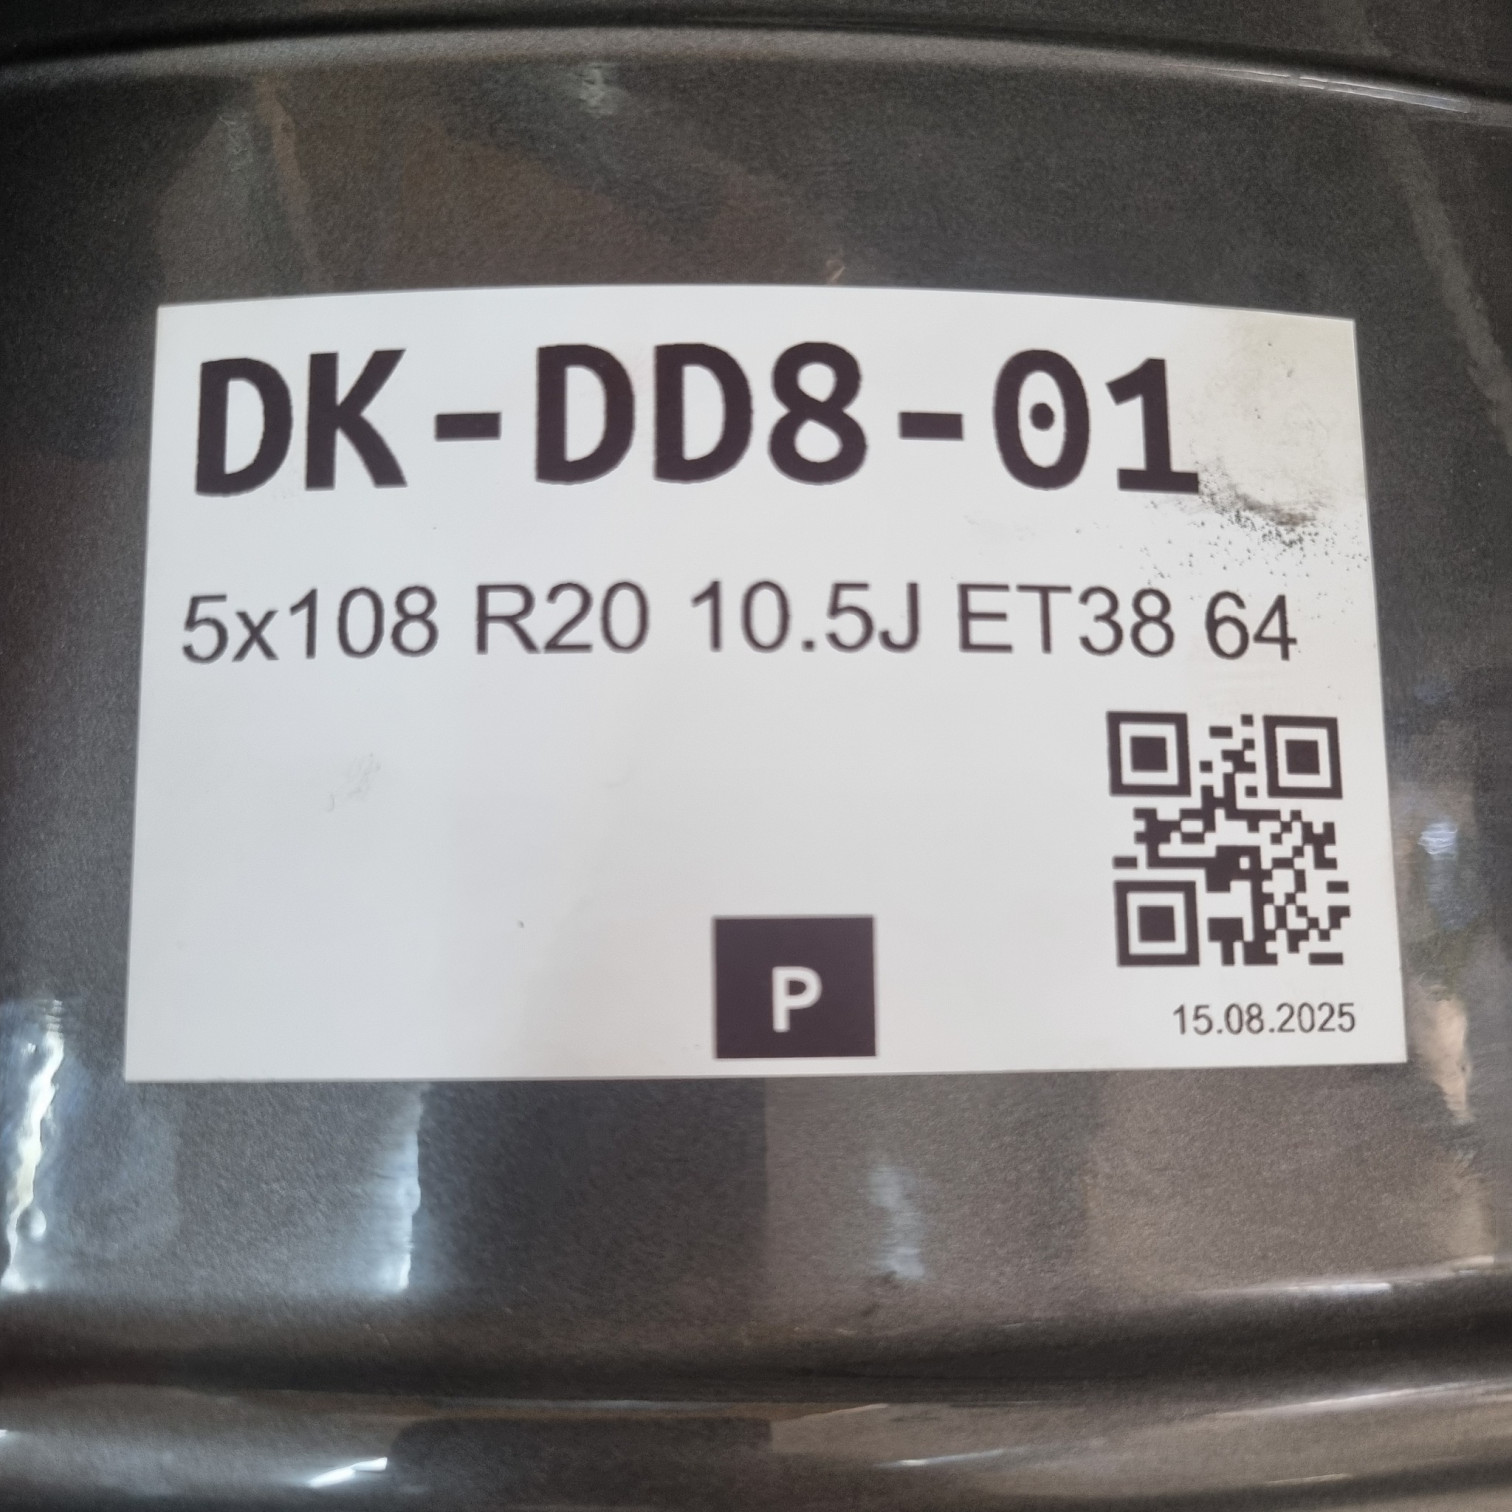 DK-DD8-01
5x108 R20 10.5J ET38 64
P
15.08.2025